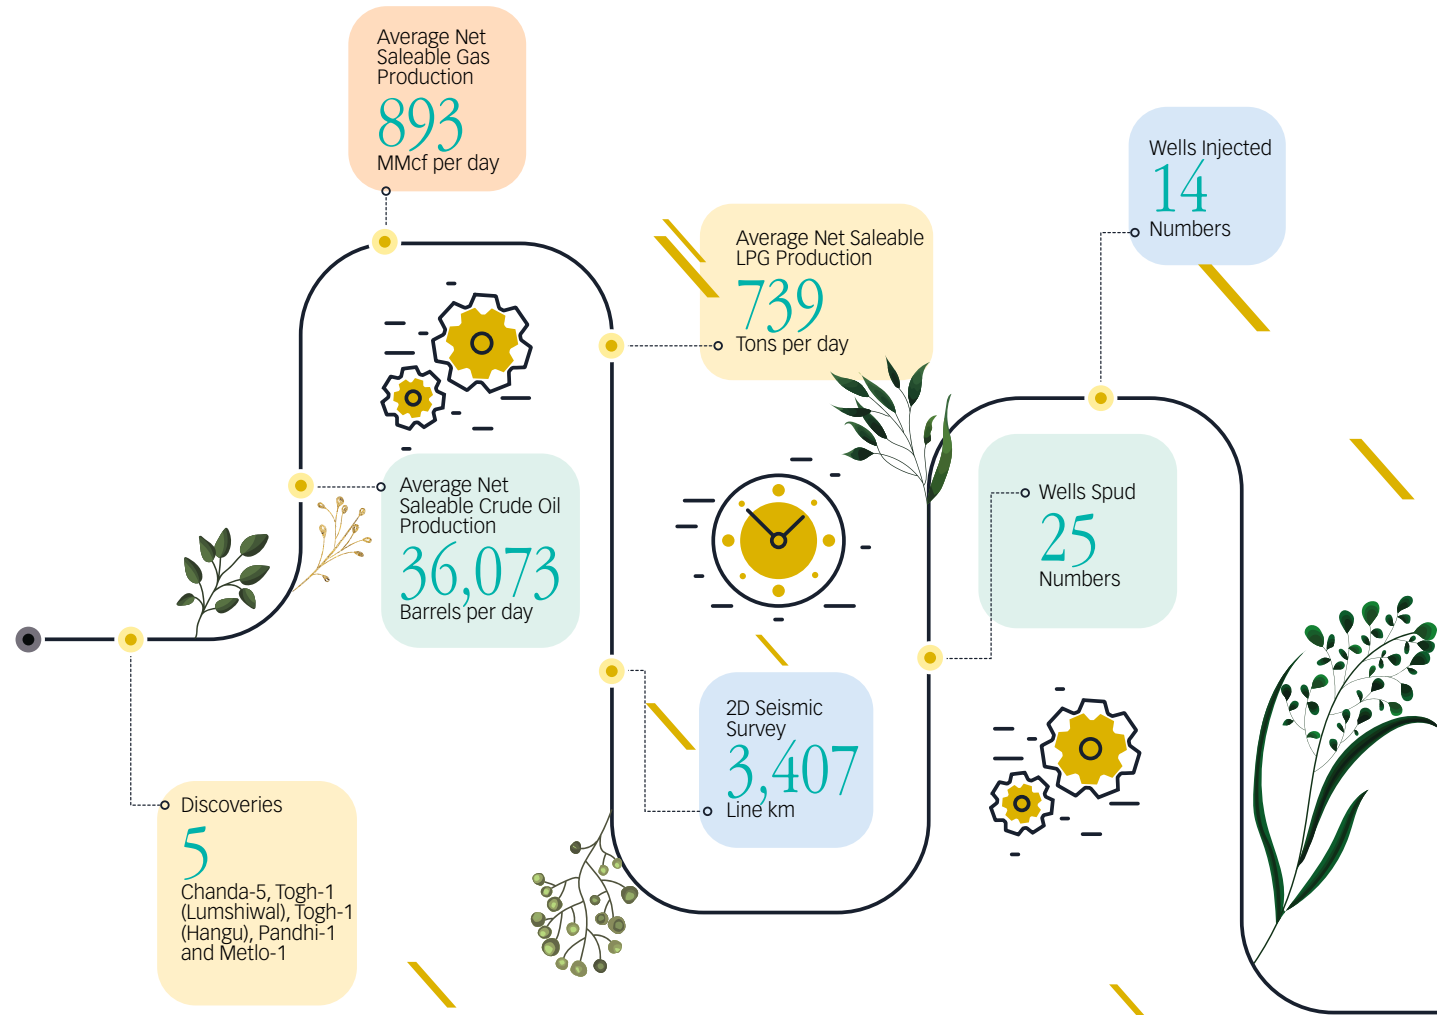 Average Net
Saleable Gas
Production
893
MMcf per day
Wells Injected
14
Numbers
Average Net Saleable
LPG Production
739
Tons per day
Average Net
Saleable Crude Oil
Production
36,073
Barrels per day
Wells Spud
25
Numbers
2D Seismic
Survey
3,407
Line km
Discoveries
5
Chanda-5, Togh-1
(Lumshiwal), Togh-1
(Hangu), Pandhi-1
and Metlo-1